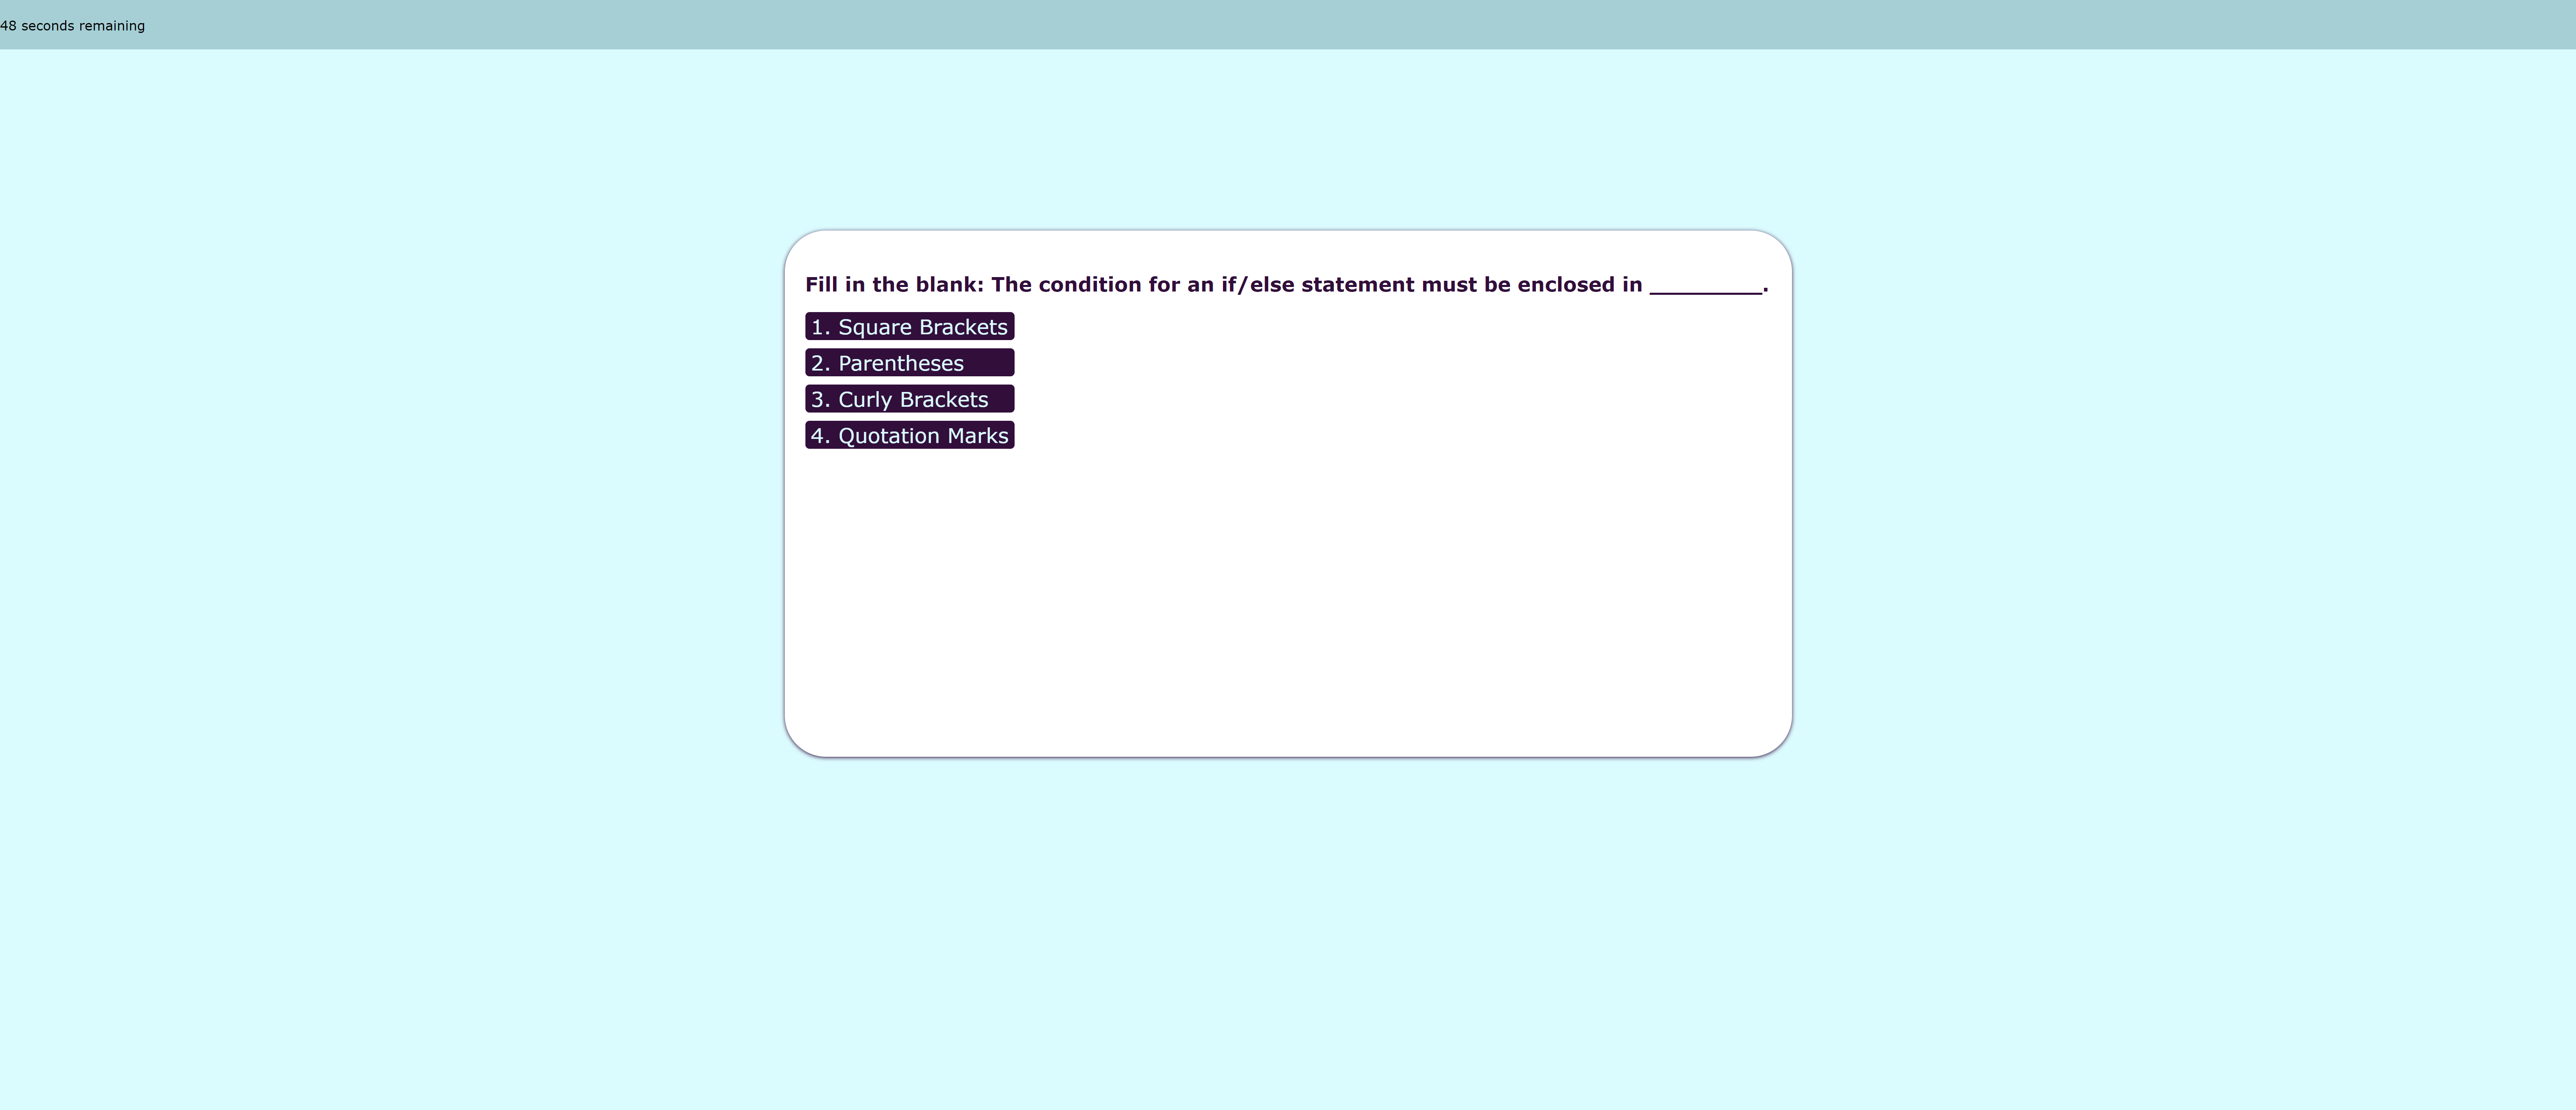 48 seconds remaining
Fill in the blank: The condition for an if/else statement must be enclosed in _________.
1. Square Brackets
2. Parentheses
3. Curly Brackets
4. Quotation Marks